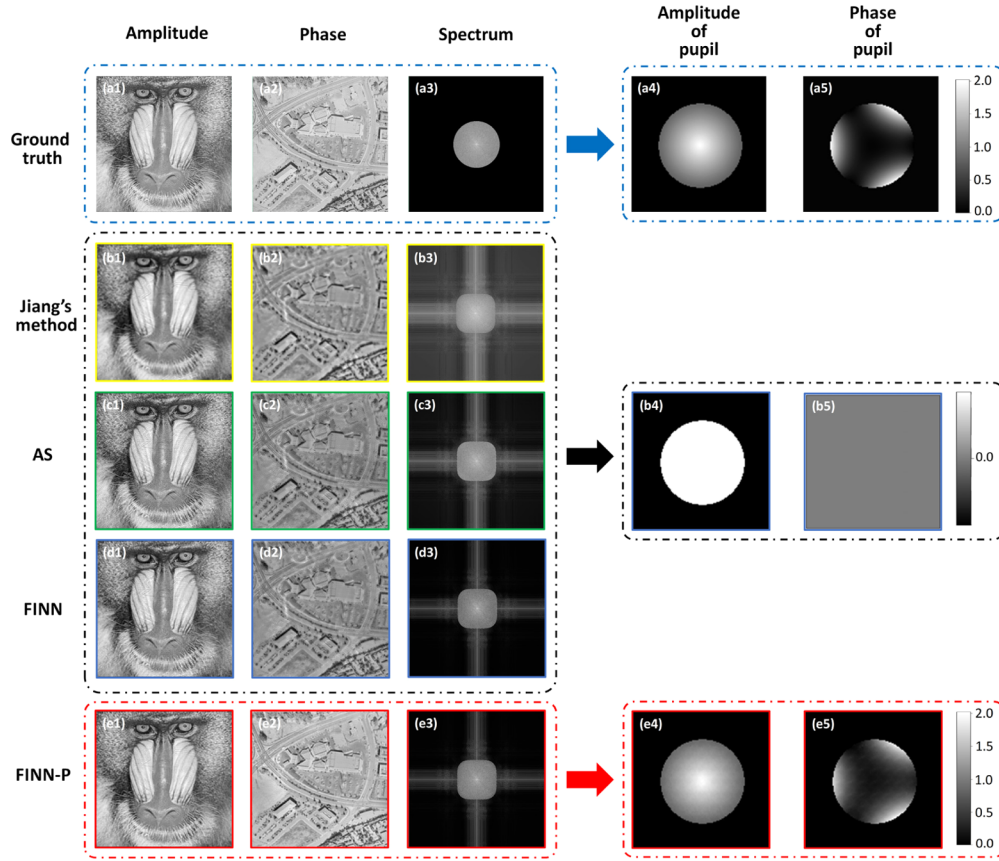 Amplitude
Phase
Spectrum
Amplitude
of
pupil
Phase
of
pupil
Ground
truth
(a1)
(a2)
(a3)
(a4)
(a5)
2.0
1.5
1.0
0.5
0.0
Jiang's
method
(b1)
(b2)
(b3)
AS
(c1)
(c2)
(c3)
(b4)
(b5)
0.0
FINN
(d1)
(d2)
(d3)
FINN-P
(e1)
(e2)
(e3)
(e4)
(e5)
2.0
1.5
1.0
0.5
0.0